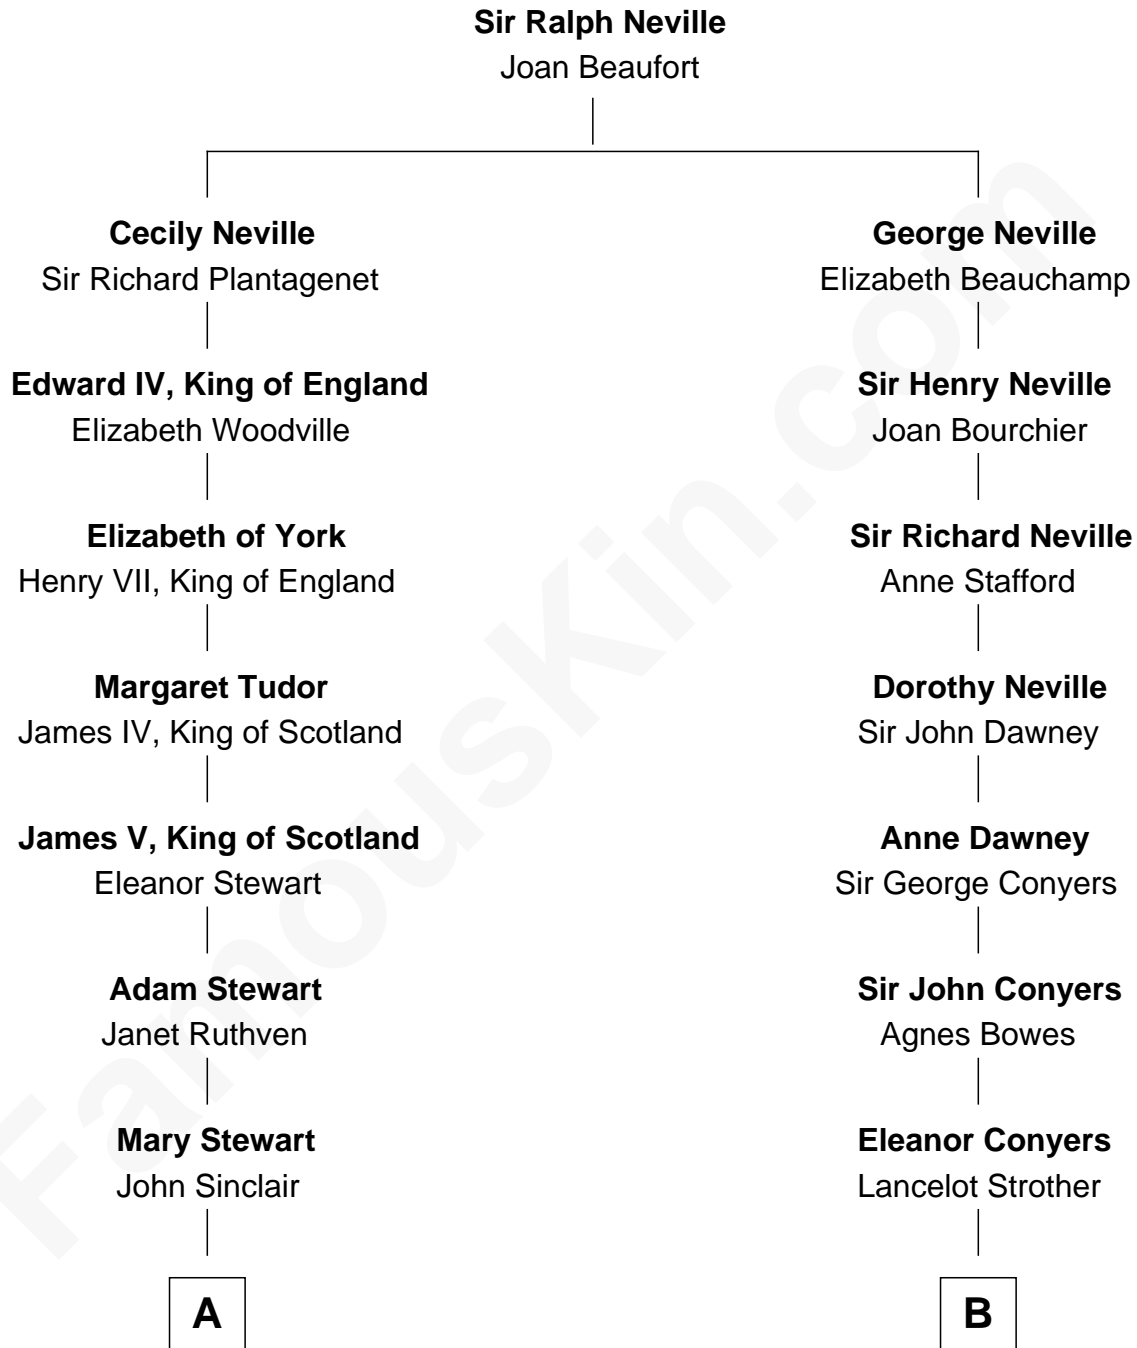 Sir Ralph Neville
Joan Beaufort
Cecily Neville
Sir Richard Plantagenet
George Neville
Elizabeth Beauchamp
Edward IV, King of England
Elizabeth Woodville
Sir Henry Neville
Joan Bourchier
Elizabeth of York
Henry VII, King of England
Sir Richard Neville
Anne Stafford
Margaret Tudor
James IV, King of Scotland
Dorothy Neville
Sir John Dawney
James V, King of Scotland
Eleanor Stewart
Anne Dawney
Sir George Conyers
Adam Stewart
Janet Ruthven
Sir John Conyers
Agnes Bowes
Mary Stewart
John Sinclair
Eleanor Conyers
Lancelot Strother
A
B
FamousKin.com